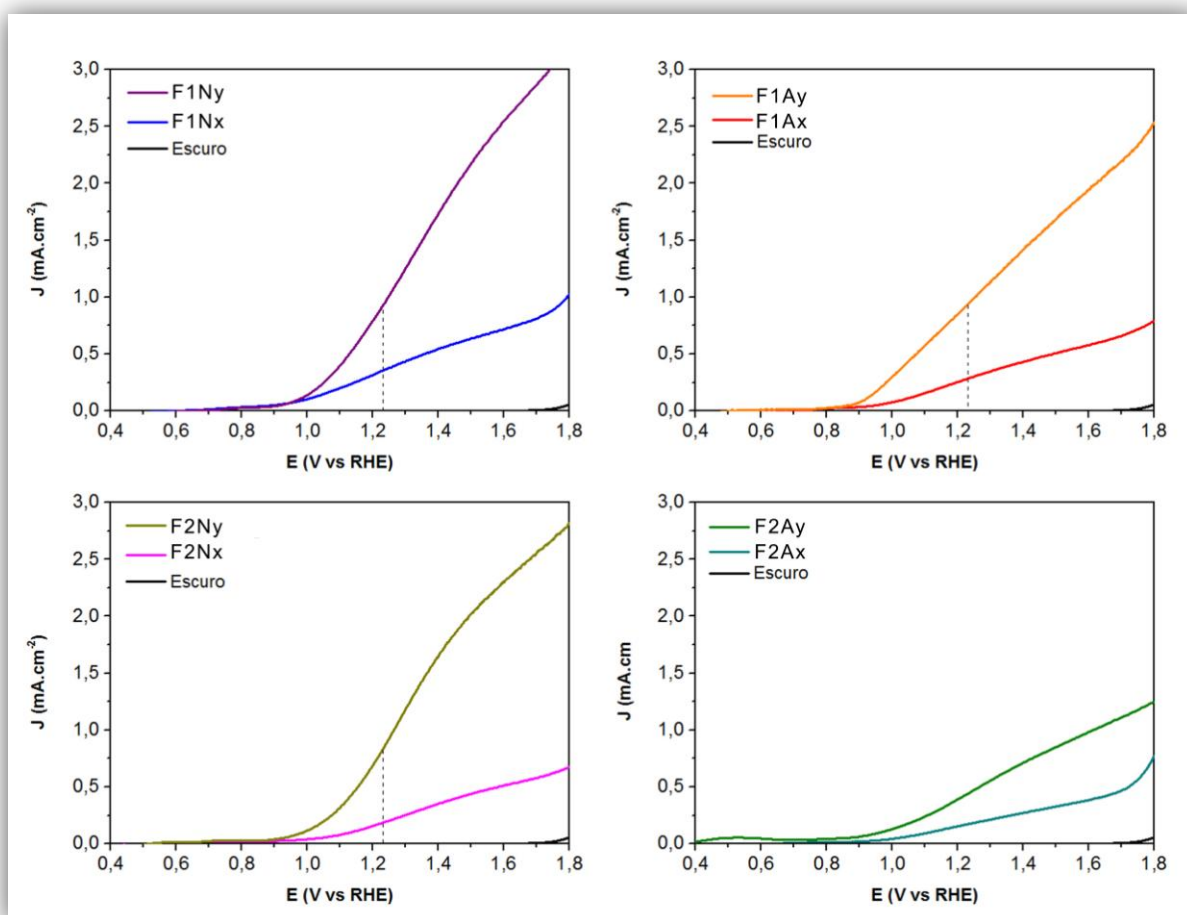 3,0
2,5
2,0
1,5
1,0
0,5
0,0
J (mA.cm-2)
F1Ny
F1Nx
Escuro
0,4 0,6 0,8 1,0 1,2 1,4 1,6 1,8
E (V vs RHE)
3,0
2,5
2,0
1,5
1,0
0,5
0,0
J (mA.cm-2)
F1Ay
F1Ax
Escuro
0,4 0,6 0,8 1,0 1,2 1,4 1,6 1,8
E (V vs RHE)
3,0
2,5
2,0
1,5
1,0
0,5
0,0
J (mA.cm-2)
F2Ny
F2Nx
Escuro
0,4 0,6 0,8 1,0 1,2 1,4 1,6 1,8
E (V vs RHE)
3,0
2,5
2,0
1,5
1,0
0,5
0,0
J (mA.cm
F2Ay
F2Ax
Escuro
0,4 0,6 0,8 1,0 1,2 1,4 1,6 1,8
E (V vs RHE)